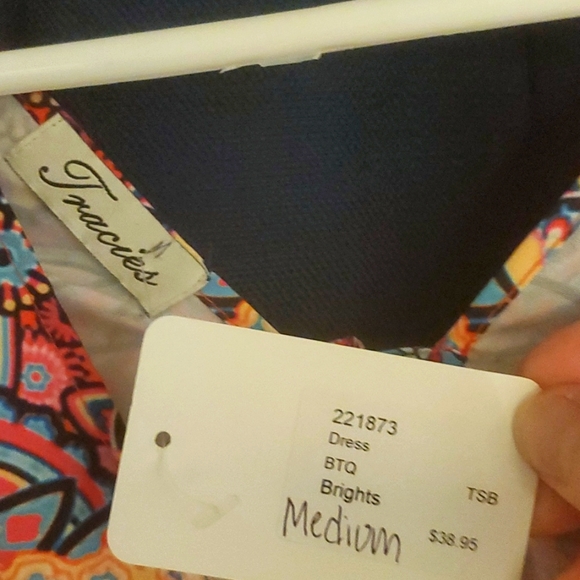 Tracies
M
221873
Dress
BTQ
Brights TSB
Medium $38.95